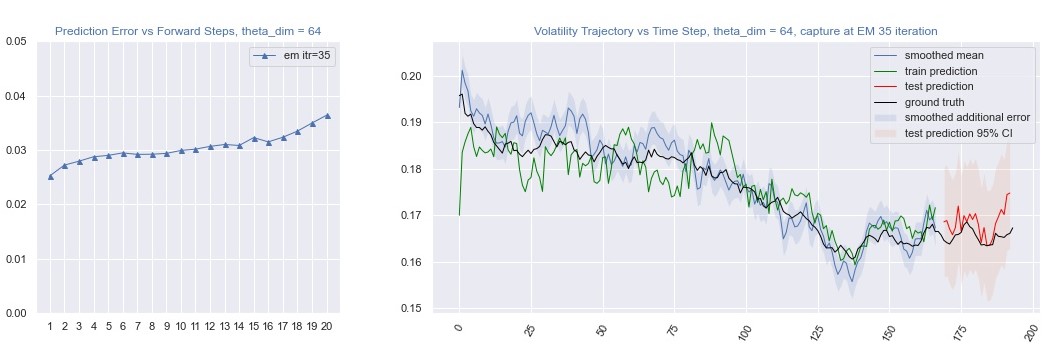 Prediction Error vs Forward Steps, theta_dim = 64
em itr=35
0.05
0.04
0.03
0.02
0.01
0.00
1 2 3 4 5 6 7 8 9 10 11 12 13 14 15 16 17 18 19 20
Volatility Trajectory vs Time Step, theta_dim = 64, capture at EM 35 iteration
smoothed mean
train prediction
test prediction
ground truth
smoothed additional error
test prediction 95% CI
0.20
0.19
0.18
0.17
0.16
0.15
0 25 50 75 100 125 150 175 200